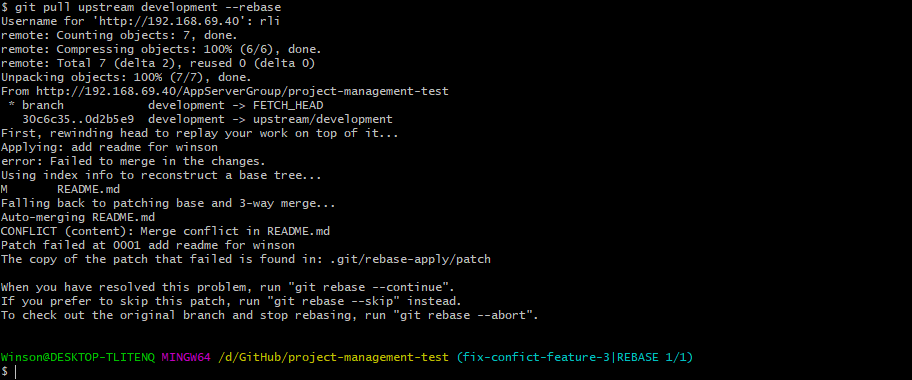 $ git pull upstream development --rebase
Username for 'http://192.168.69.40': rli
remote: Counting objects: 7, done.
remote: Compressing objects: 100% (6/6), done.
remote: Total 7 (delta 2), reused 0 (delta 0)
Unpacking objects: 100% (7/7), done.
From http://192.168.69.40/AppServerGroup/project-management-test
 * branch            development -> FETCH_HEAD
   30c6c35..0d2b5e9  development -> upstream/development
First, rewinding head to replay your work on top of it...
Applying: add readme for winson
error: Failed to merge in the changes.
Using index info to reconstruct a base tree...
M       README.md
Falling back to patching base and 3-way merge...
Auto-merging README.md
CONFLICT (content): Merge conflict in README.md
Patch failed at 0001 add readme for winson
The copy of the patch that failed is found in: .git/rebase-apply/patch

When you have resolved this problem, run "git rebase --continue".
If you prefer to skip this patch, run "git rebase --skip" instead.
To check out the original branch and stop rebasing, run "git rebase --abort".

Winson@DESKTOP-TLITENQ MINGW64 /d/GitHub/project-management-test (fix-confict-feature-3|REBASE 1/1)
$